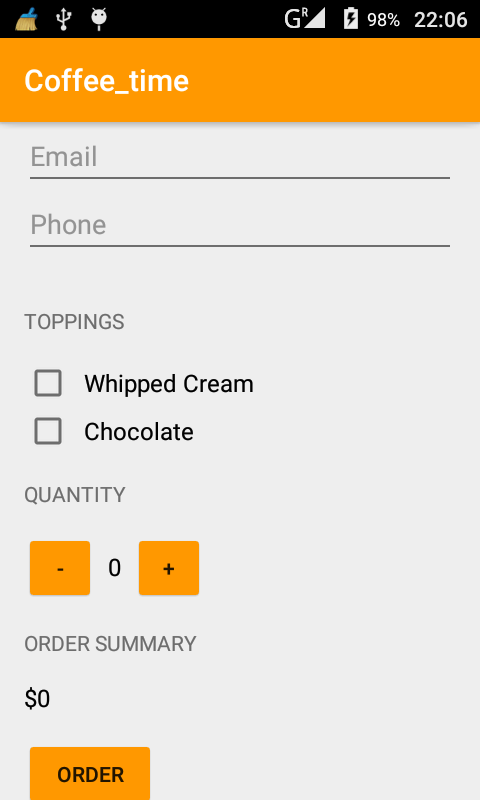 G R 98% 22:06
Coffee_time
Email
Phone
TOPPINGS
Whipped Cream
Chocolate
QUANTITY
- 0 +
ORDER SUMMARY
$0
ORDER